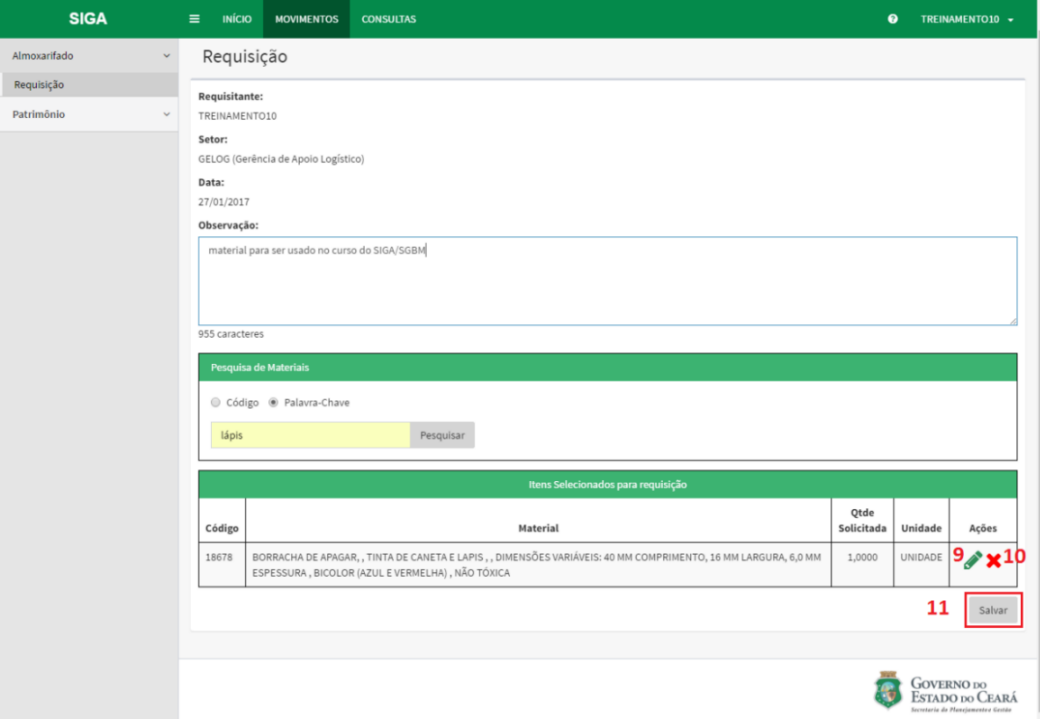 SIGA
INÍCIO
MOVIMENTOS
CONSULTAS
TREINAMENTO10
Almoxarifado
Requisição
Patrimônio
Requisição
Requisitante:
TREINAMENTO10
Setor:
GELOG (Gerência de Apoio Logístico)
Data:
27/01/2017
Observação:
material para ser usado no curso do SIGA/SGBM
955 caracteres
Pesquisa de Materiais
Código Palavra-Chave
lápis Pesquisar
Itens Selecionados para requisição
Código Material Qtde Solicitada Unidade Ações
18678 BORRACHA DE APAGAR, , TINTA DE CANETA E LAPIS , , DIMENSÕES VARIÁVEIS: 40 MM COMPRIMENTO, 16 MM LARGURA, 6,0 MM 1,0000 UNIDADE 9 10
ESPESSURA , BICOLOR (AZUL E VERMELHA) , NÃO TÓXICA
11 Salvar
GOVERNO DO
ESTADO DO CEARÁ
Secretaria do Planejamento e Gestão